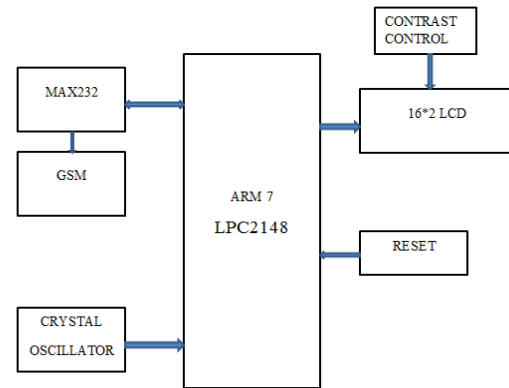 CONTRAST
CONTROL
MAX232
16*2 LCD
GSM
ARM 7
LPC2148
RESET
CRYSTAL
OSCILLATOR